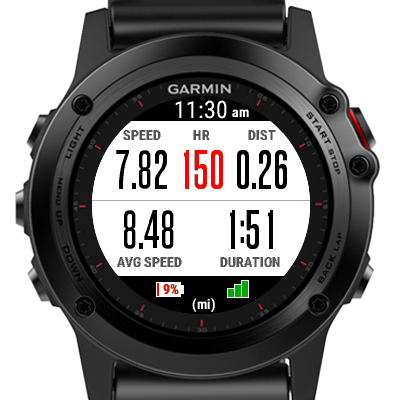 GARMIN
11:30 am
SPEED HR DIST
7.82 150 0.26
8.48 1:51
AVG SPEED DURATION
9%
(mi)
LIGHT
MENU UP
DOWN
START STOP
BACK LAP